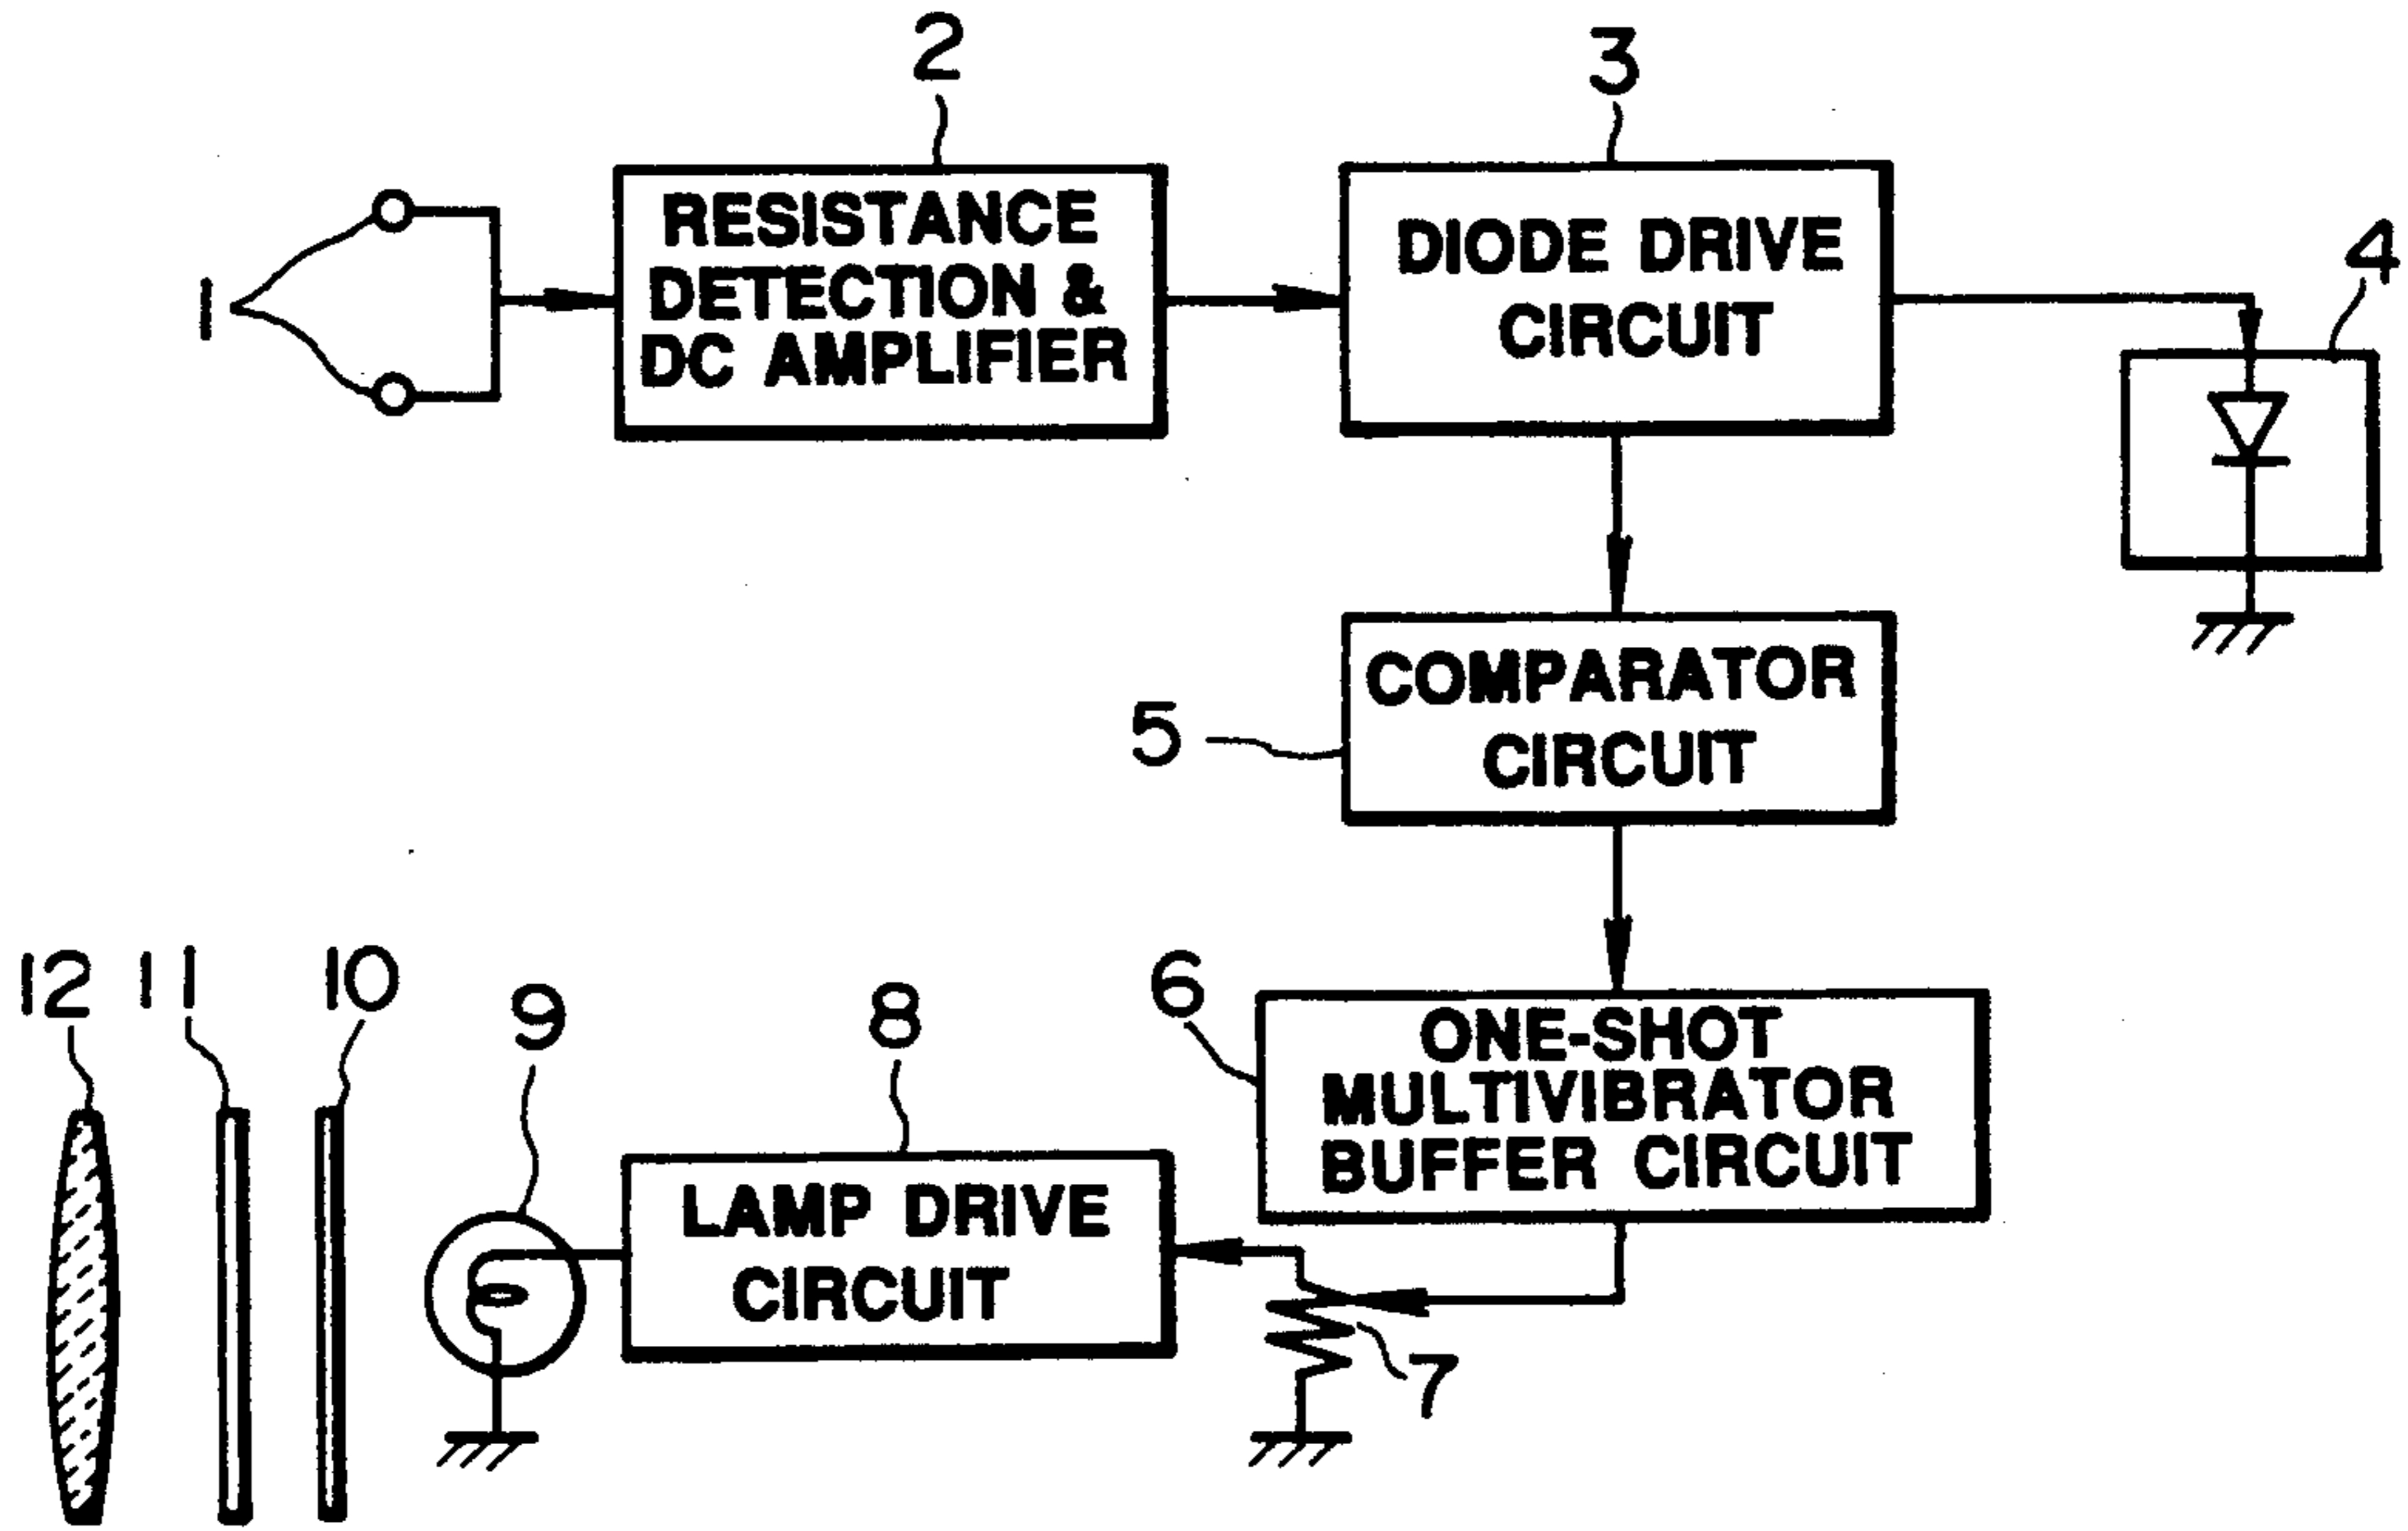 2
3
1
RESISTANCE
DETECTION &
DC AMPLIFIER
DIODE DRIVE
CIRCUIT
4
5
COMPARATOR
CIRCUIT
12
11
10
9
8
6
ONE-SHOT
MULTIVIBRATOR
BUFFER CIRCUIT
LAMP DRIVE
CIRCUIT
7